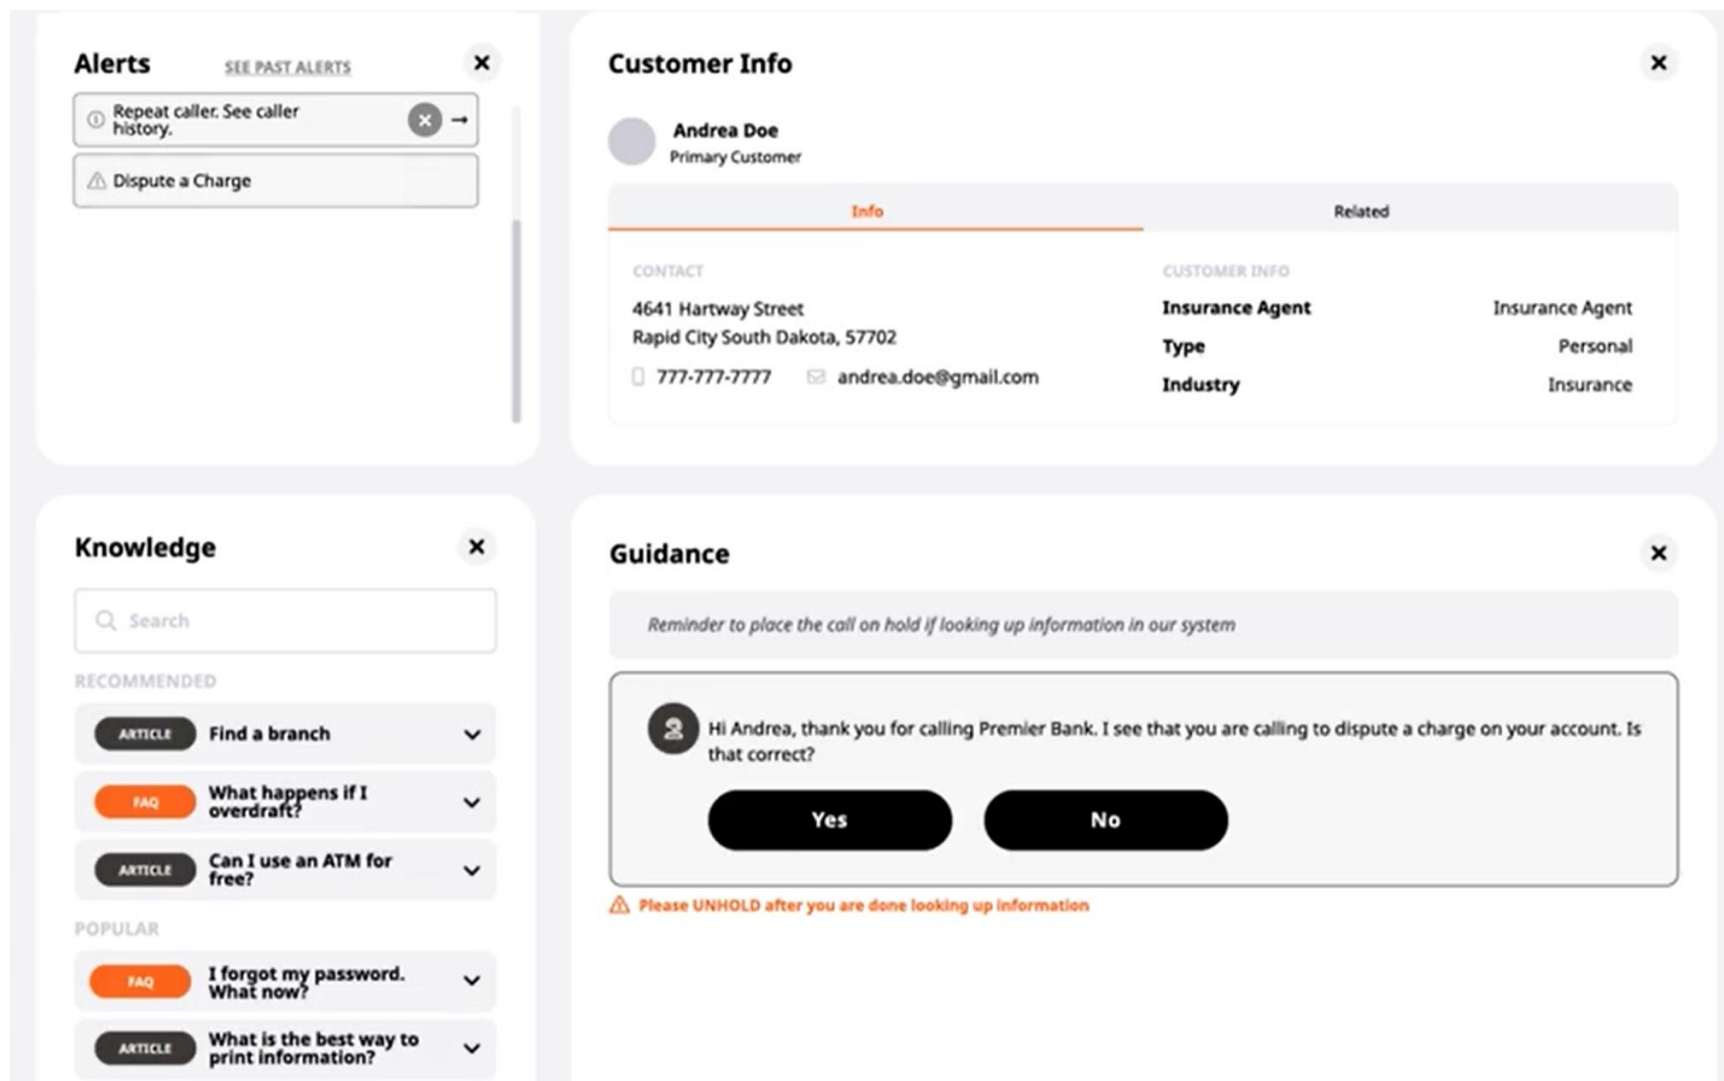 Alerts
SEE PAST ALERTS
Repeat caller. See caller
history.
Dispute a Charge
Customer Info
Andrea Doe
Primary Customer
Info
Related
CONTACT
4641 Hartway Street
Rapid City South Dakota, 57702
777-777-7777
andrea.doe@gmail.com
CUSTOMER INFO
Insurance Agent Insurance Agent
Type Personal
Industry Insurance
Knowledge
Search
RECOMMENDED
ARTICLE Find a branch
FAQ What happens if I
overdraft?
ARTICLE Can I use an ATM for
free?
POPULAR
FAQ I forgot my password.
What now?
ARTICLE What is the best way to
print information?
Guidance
Reminder to place the call on hold if looking up information in our system
Hi Andrea, thank you for calling Premier Bank. I see that you are calling to dispute a charge on your account. Is
that correct?
Yes
No
Please UNHOLD after you are done looking up information